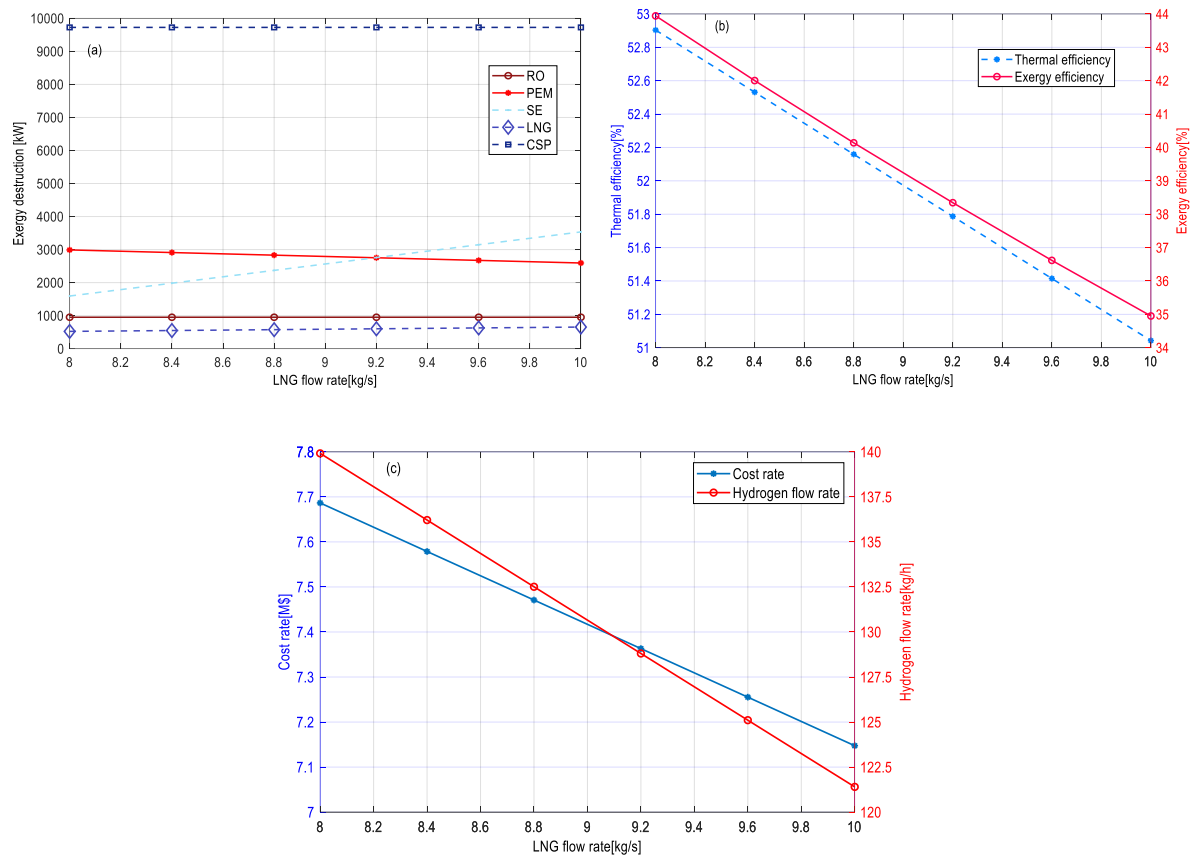 (a)
Exergy destruction [kW]
10000
9000
8000
7000
6000
5000
4000
3000
2000
1000
0
RO
PEM
SE
LNG
CSP
8 8.2 8.4 8.6 8.8 9 9.2 9.4 9.6 9.8 10
LNG flow rate[kg/s]
(b)
Thermal efficiency[%]
53
52.8
52.6
52.4
52.2
52
51.8
51.6
51.4
51.2
51
Thermal efficiency
Exergy efficiency
44
43
42
41
40
39
38
37
36
35
34
Exergy efficiency[%]
8 8.2 8.4 8.6 8.8 9 9.2 9.4 9.6 9.8 10
LNG flow rate[kg/s]
(c)
Cost rate[M$]
7.8
7.7
7.6
7.5
7.4
7.3
7.2
7.1
7
Cost rate
Hydrogen flow rate
140
137.5
135
132.5
130
127.5
125
122.5
120
Hydrogen flow rate[kg/h]
8 8.2 8.4 8.6 8.8 9 9.2 9.4 9.6 9.8 10
LNG flow rate[kg/s]